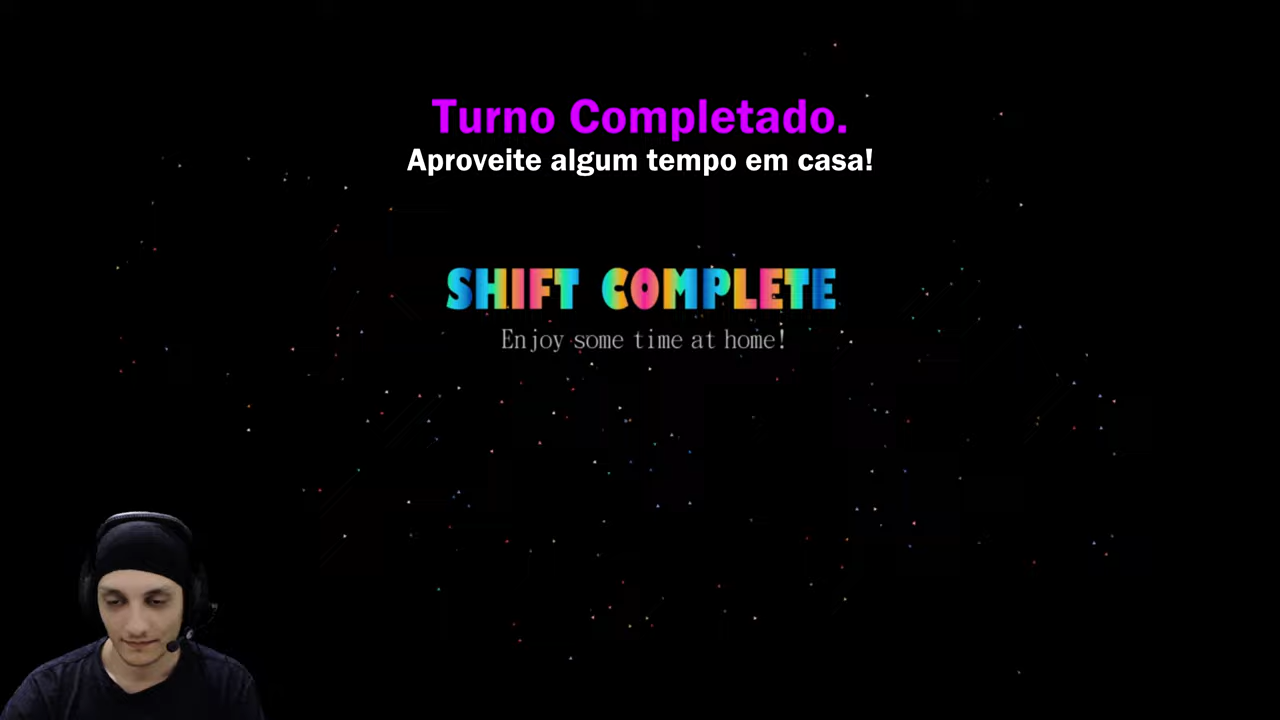 Turno Completado.
Aproveite algum tempo em casa!
SHIFT COMPLETE
Enjoy some time at home!